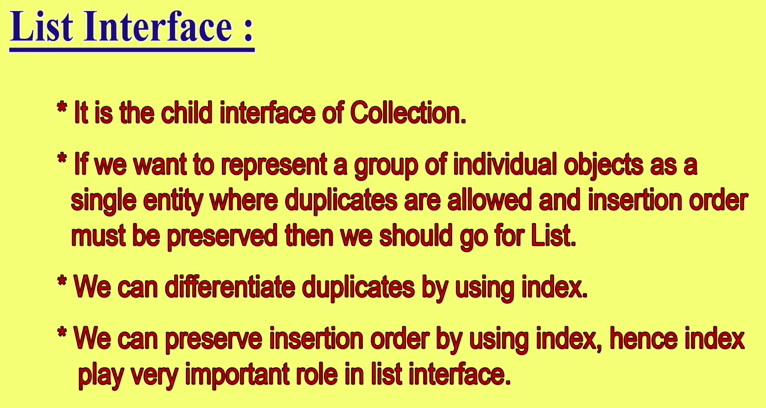 List Interface :
* It is the child interface of Collection.
* If we want to represent a group of individual objects as a
single entity where duplicates are allowed and insertion order
must be preserved then we should go for List.
* We can differentiate duplicates by using index.
* We can preserve insertion order by using index, hence index
play very important role in list interface.